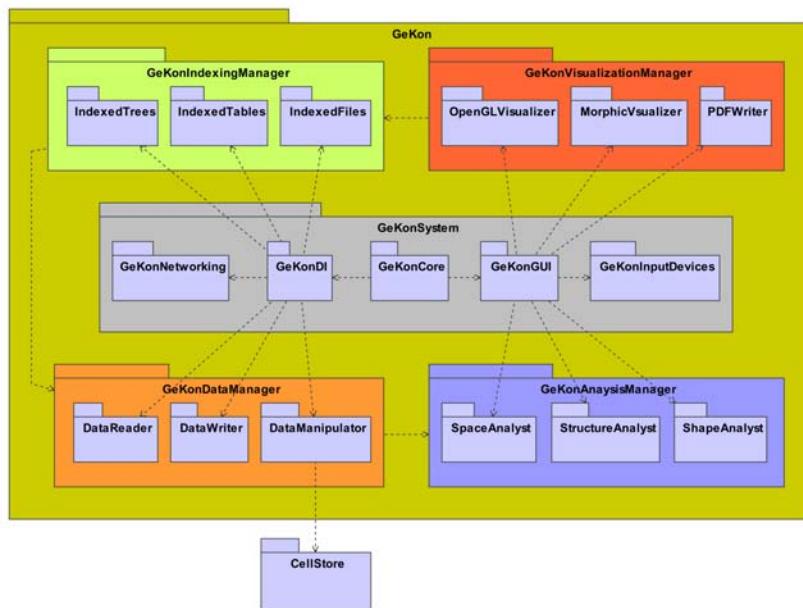 GeKon
GeKonIndexingManager
IndexedTrees
IndexedTables
IndexedFiles
GeKonVisualizationManager
OpenGLVisualizer
MorphicVsualizer
PDFWriter
GeKonSystem
GeKonNetworking
GeKonDI
GeKonCore
GeKonGUI
GeKonInputDevices
GeKonDataManager
DataReader
DataWriter
DataManipulator
GeKonAnaysisManager
SpaceAnalyst
StructureAnalyst
ShapeAnalyst
CellStore